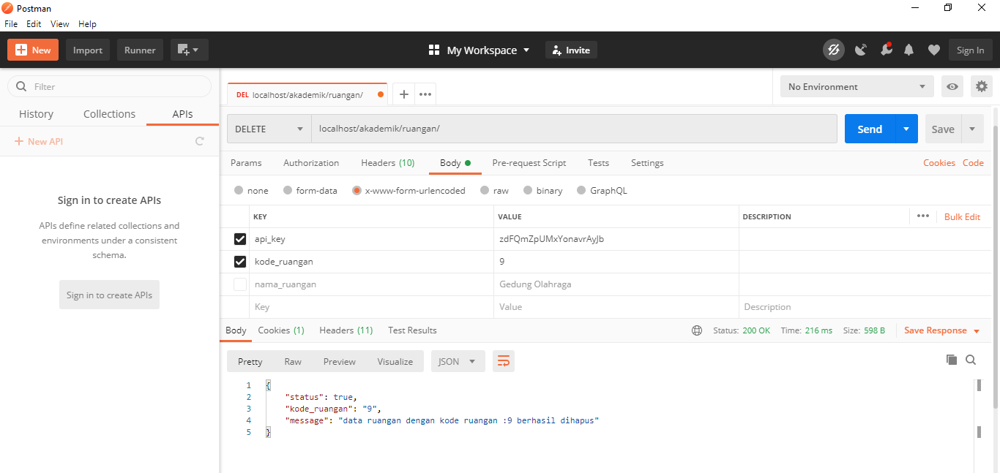 Postman
File Edit View Help
New Import Runner My Workspace Invite Sign In
Filter
History Collections APIs
New API
Sign in to create APIs
APIs define related collections and
environments under a consistent
schema.
Sign in to create APIs
DEL localhost/akademik/ruangan/
No Environment
DELETE localhost/akademik/ruangan/ Send Save
Params Authorization Headers (10) Body Pre-request Script Tests Settings Cookies Code
none form-data x-www-form-urlencoded raw binary GraphQL
KEY VALUE DESCRIPTION Bulk Edit
api_key zdFQmZpUMxYonavrAyJb
kode_ruangan 9
nama_ruangan Gedung Olahraga
Key Value Description
Body Cookies (1) Headers (11) Test Results Status: 200 OK Time: 216 ms Size: 598 B Save Response
Pretty Raw Preview Visualize JSON
1 {
2 "status": true,
3 "kode_ruangan": "9",
4 "message": "data ruangan dengan kode ruangan :9 berhasil dihapus"
5 }